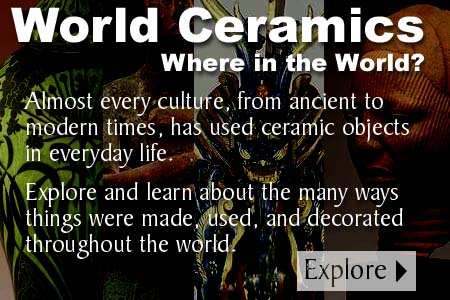 World Ceramics
Where in the World?
Almost every culture, from ancient to
modern times, has used ceramic objects
in everyday life.
Explore and learn about the many ways
things were made, used, and decorated
throughout the world.
Explore